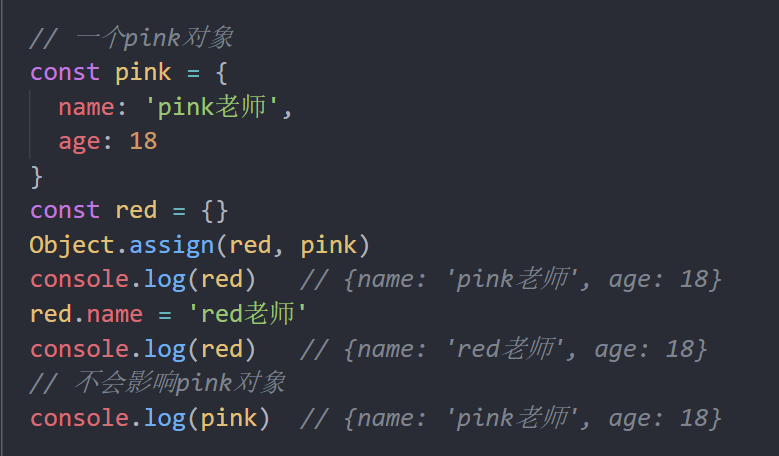 // 一个pink对象
const pink = {
  name: 'pink老师',
  age: 18
}
const red = {}
Object.assign(red, pink)
console.log(red)   // {name: 'pink老师', age: 18}
red.name = 'red老师'
console.log(red)   // {name: 'red老师', age: 18}
// 不会影响pink对象
console.log(pink)  // {name: 'pink老师', age: 18}